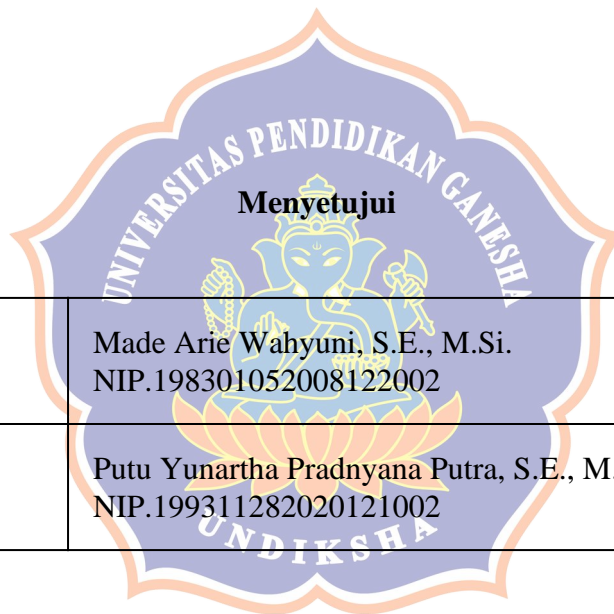 UNIVERSITAS PENDIDIKAN GANESHA
Menyetujui
Made Arie Wahyuni, S.E., M.Si.
NIP.198301052008122002
Putu Yunartha Pradnyana Putra, S.E., M.
NIP.199311282020121002
UNDIKSHA